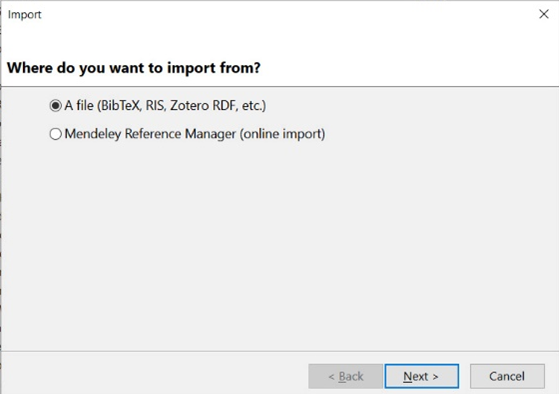 Import
Where do you want to import from?
A file (BibTeX, RIS, Zotero RDF, etc.)
Mendeley Reference Manager (online import)
< Back
Next >
Cancel